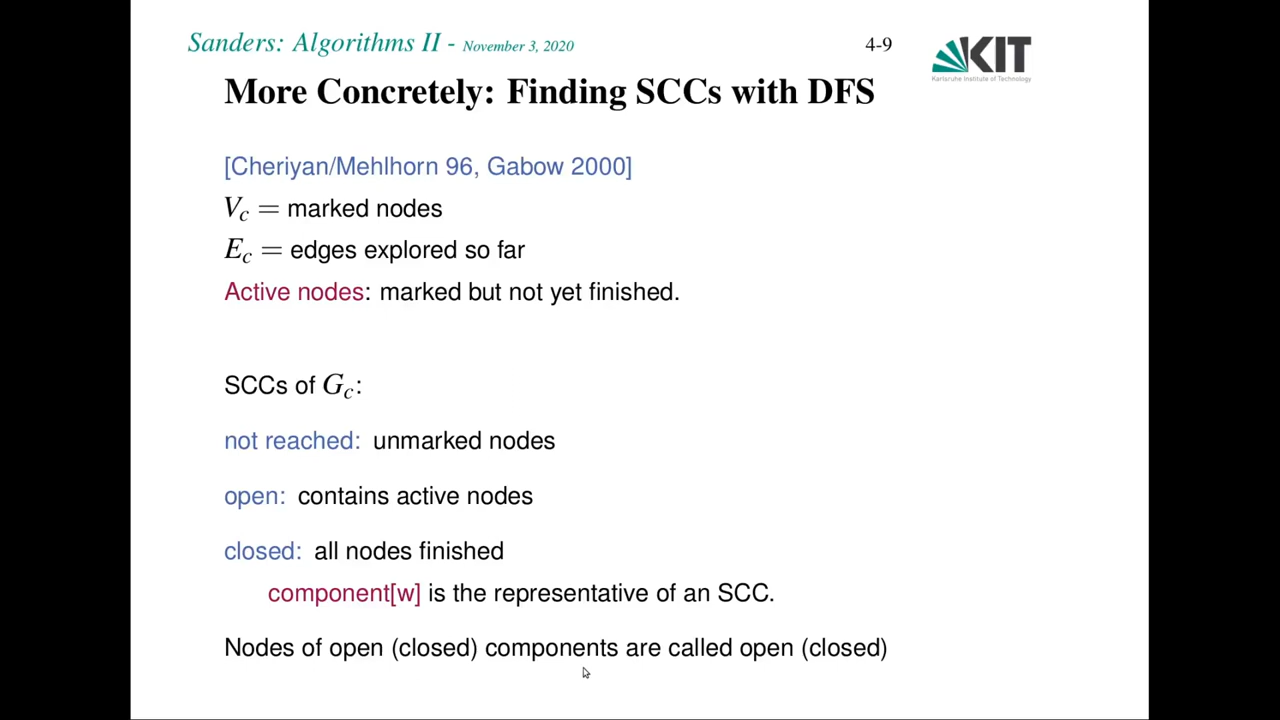 Sanders: Algorithms II - November 3, 2020 4-9
KIT
Karlsruhe Institute of Technology
More Concretely: Finding SCCs with DFS
[Cheriyan/Mehlhorn 96, Gabow 2000]
V_c = marked nodes
E_c = edges explored so far
Active nodes: marked but not yet finished.
SCCs of G_c:
not reached: unmarked nodes
open: contains active nodes
closed: all nodes finished
component[w] is the representative of an SCC.
Nodes of open (closed) components are called open (closed)